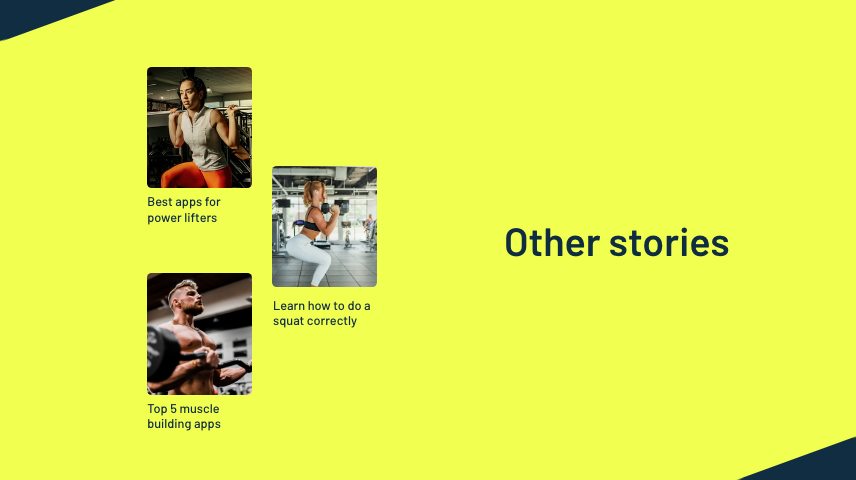 Best apps for
power lifters
Learn how to do a
squat correctly
Top 5 muscle
building apps
Other stories